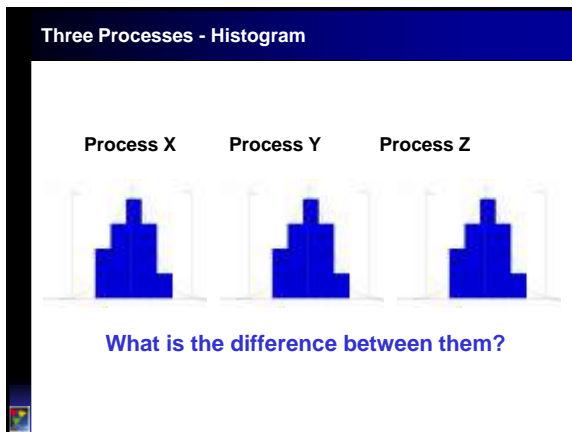 Three Processes - Histogram
Process X Process Y Process Z
What is the difference between them?